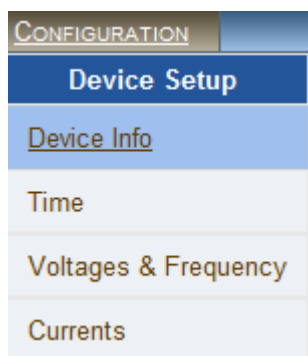 CONFIGURATION
Device Setup
Device Info
Time
Voltages & Frequency
Currents